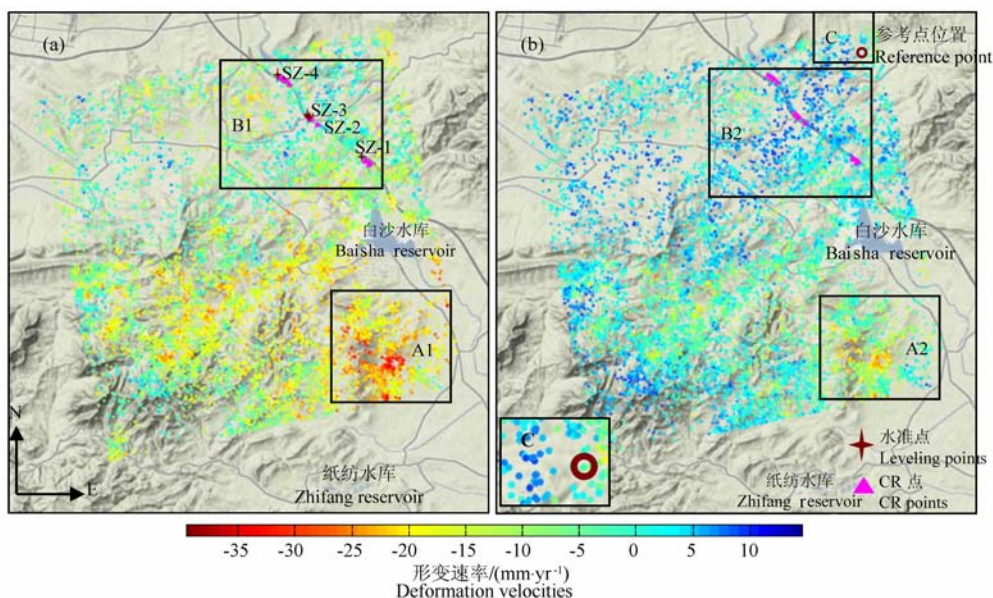 (a)
SZ-4
SZ-3
SZ-2
SZ-1
B1
白沙水库
Baisha reservoir
A1
N
E
纸纺水库
Zhifang reservoir
(b)
C
参考点位置
Reference point
B2
白沙水库
Baisha reservoir
A2
C
水准点
Leveling points
纸纺水库
Zhifang reservoir
CR 点
CR points
-35 -30 -25 -20 -15 -10 -5 0 5 10
形变速率/(mm·yr⁻¹)
Deformation velocities